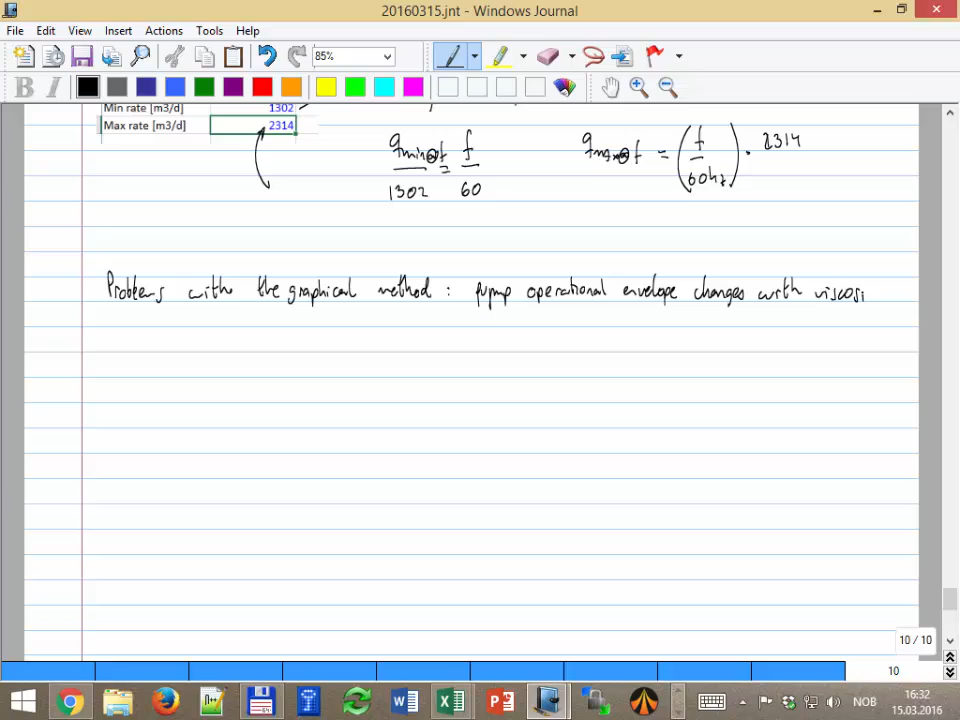 20160315.jnt - Windows Journal
File Edit View Insert Actions Tools Help
85%
B I
Min rate [m3/d] 1302
Max rate [m3/d] 2314
qmin@f = f
1302 60
qmax@f = (f / 60hz) · 2314
Problems with the graphical method : pump operational envelope changes with viscosi
10 / 10
10
NOB
16:32
15.03.2016